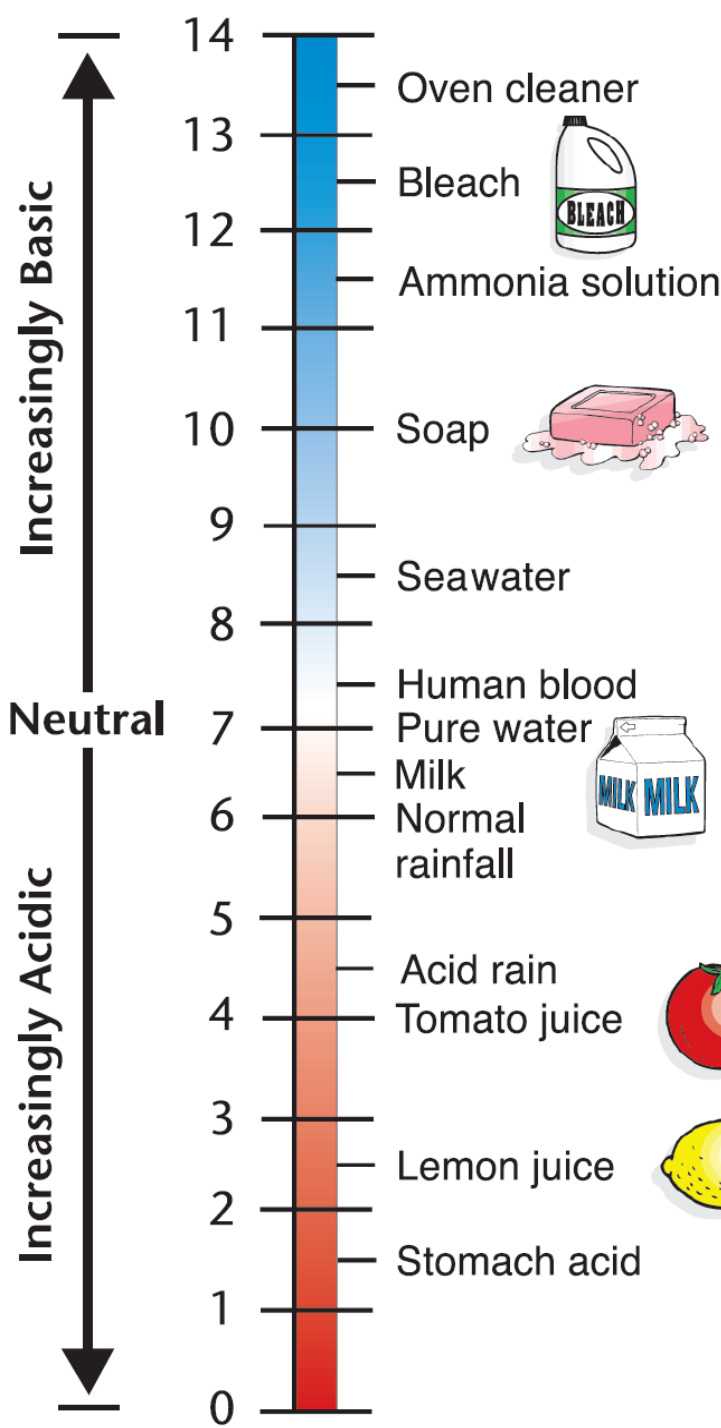 14
Oven cleaner
13
Bleach
BLEACH
12
Ammonia solution
11
Increasingly Basic
10
Soap
9
Seawater
8
Human blood
Neutral
7
Pure water
Milk
MILK MILK
6
Normal
rainfall
5
Acid rain
4
Tomato juice
Increasingly Acidic
3
Lemon juice
2
Stomach acid
1
0